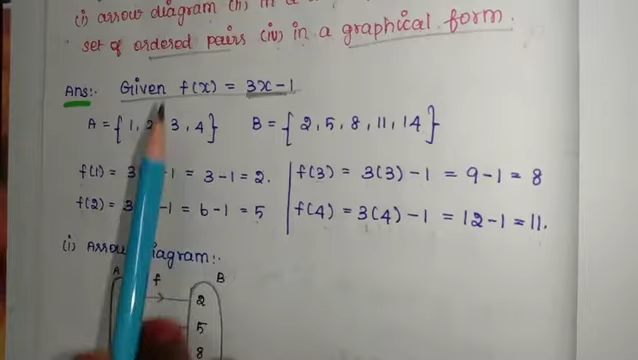 (i) arrow diagram (ii) in a
set of ordered pairs (iv) in a graphical form.
Ans:- Given f(x) = 3x-1
A = { 1, 2, 3, 4 } B = { 2, 5, 8, 11, 14 }
f(1) = 3 -1 = 3-1 = 2.
f(2) = 3 -1 = 6-1 = 5
f(3) = 3(3)-1 = 9-1 = 8
f(4) = 3(4)-1 = 12-1 = 11.
(i) diagram:-
A f B
2
5
8